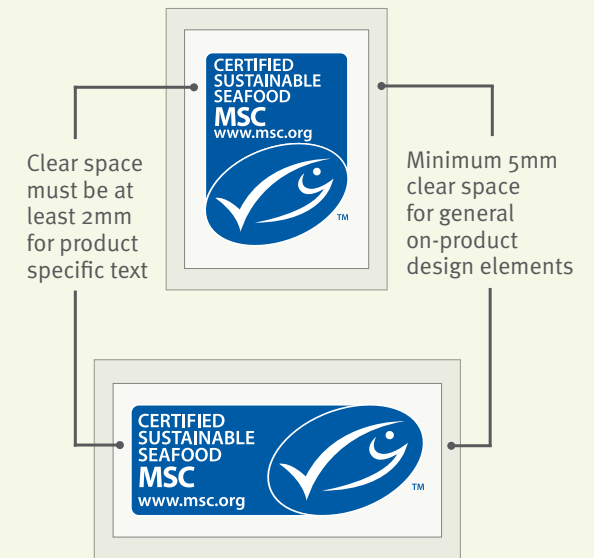 CERTIFIED
SUSTAINABLE
SEAFOOD
MSC
www.msc.org
TM
Clear space
must be at
least 2mm
for product
specific text
Minimum 5mm
clear space
for general
on-product
design elements
CERTIFIED
SUSTAINABLE
SEAFOOD
MSC
www.msc.org
TM